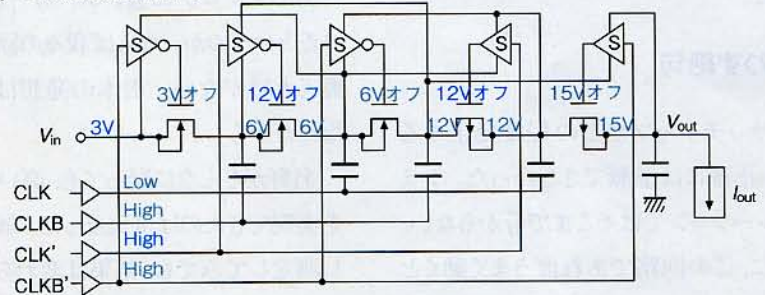 S S S S S
3Vオフ 12Vオフ 6Vオフ 12Vオフ 15Vオフ
Vin 3V 6V 6V 12V 12V 15V Vout
CLK Low
CLKB High
CLK' High
CLKB' High
Iout